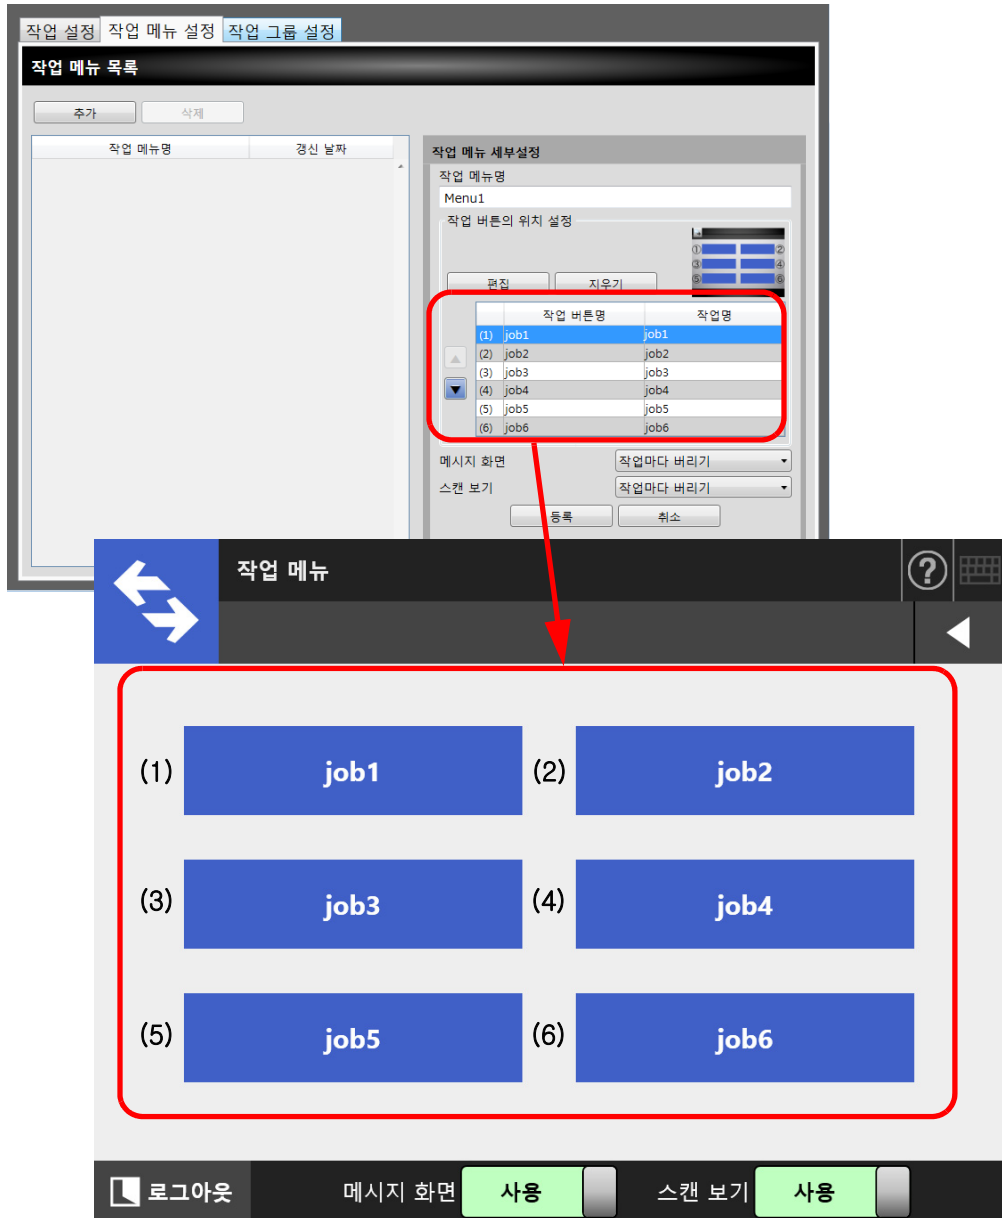 작업 설정 작업 메뉴 설정 작업 그룹 설정
작업 메뉴 목록
추가 삭제
작업 메뉴명 갱신 날짜
작업 메뉴 세부설정
작업 메뉴명
Menu1
작업 버튼의 위치 설정
① ②
③ ④
⑤ ⑥
편집 지우기
작업 버튼명 작업명
(1) job1 job1
(2) job2 job2
(3) job3 job3
(4) job4 job4
(5) job5 job5
(6) job6 job6
메시지 화면 작업마다 버리기
스캔 보기 작업마다 버리기
등록 취소
작업 메뉴 ?
(1) job1 (2) job2
(3) job3 (4) job4
(5) job5 (6) job6
로그아웃 메시지 화면 사용 스캔 보기 사용